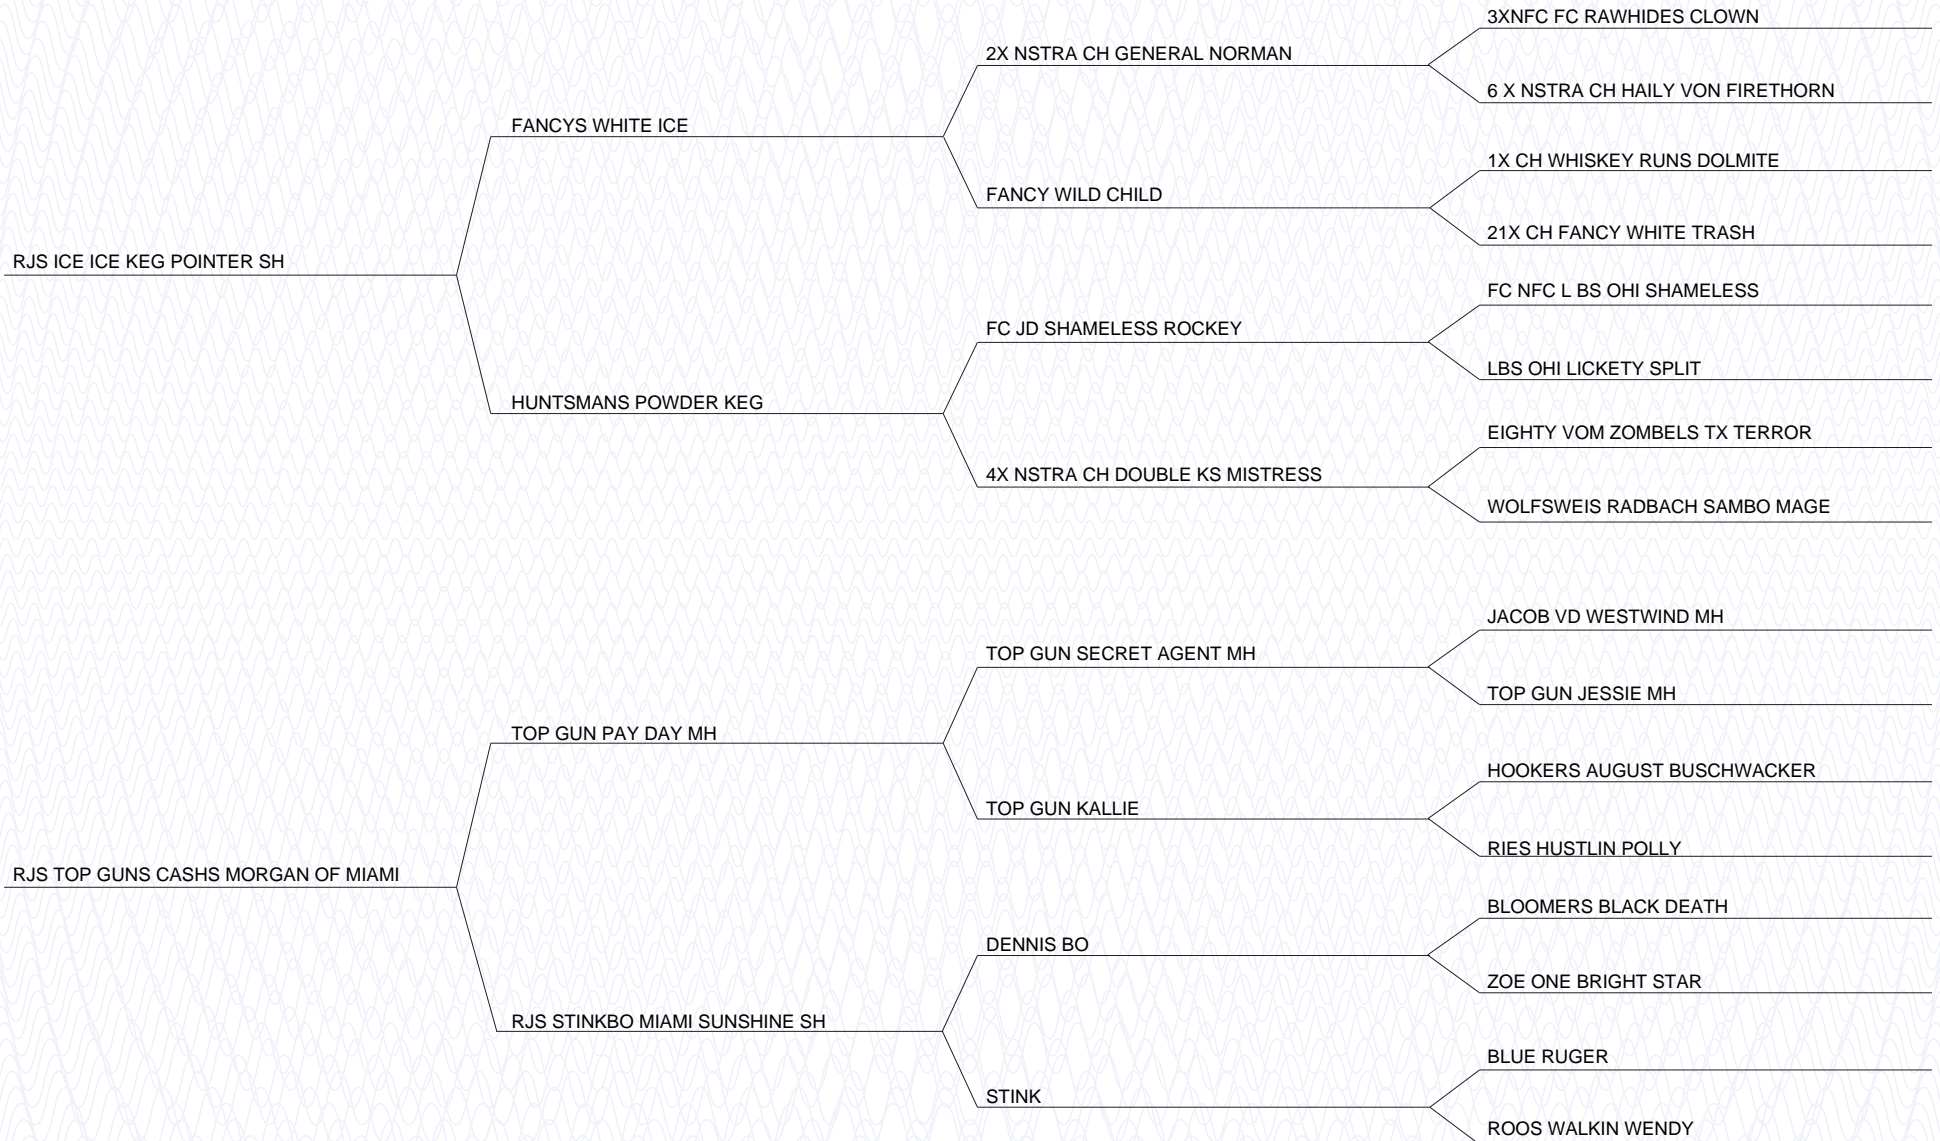 3XNFC FC RAWHIDES CLOWN
2X NSTRA CH GENERAL NORMAN
6 X NSTRA CH HAILY VON FIRETHORN
FANCYS WHITE ICE
1X CH WHISKEY RUNS DOLMITE
FANCY WILD CHILD
21X CH FANCY WHITE TRASH
RJS ICE ICE KEG POINTER SH
FC NFC L BS OHI SHAMELESS
FC JD SHAMELESS ROCKEY
LBS OHI LICKETY SPLIT
HUNTSMANS POWDER KEG
EIGHTY VOM ZOMBELS TX TERROR
4X NSTRA CH DOUBLE KS MISTRESS
WOLFSWEIS RADBACH SAMBO MAGE
JACOB VD WESTWIND MH
TOP GUN SECRET AGENT MH
TOP GUN JESSIE MH
TOP GUN PAY DAY MH
HOOKERS AUGUST BUSCHWACKER
TOP GUN KALLIE
RIES HUSTLIN POLLY
RJS TOP GUNS CASHS MORGAN OF MIAMI
BLOOMERS BLACK DEATH
DENNIS BO
ZOE ONE BRIGHT STAR
RJS STINKBO MIAMI SUNSHINE SH
BLUE RUGER
STINK
ROOS WALKIN WENDY